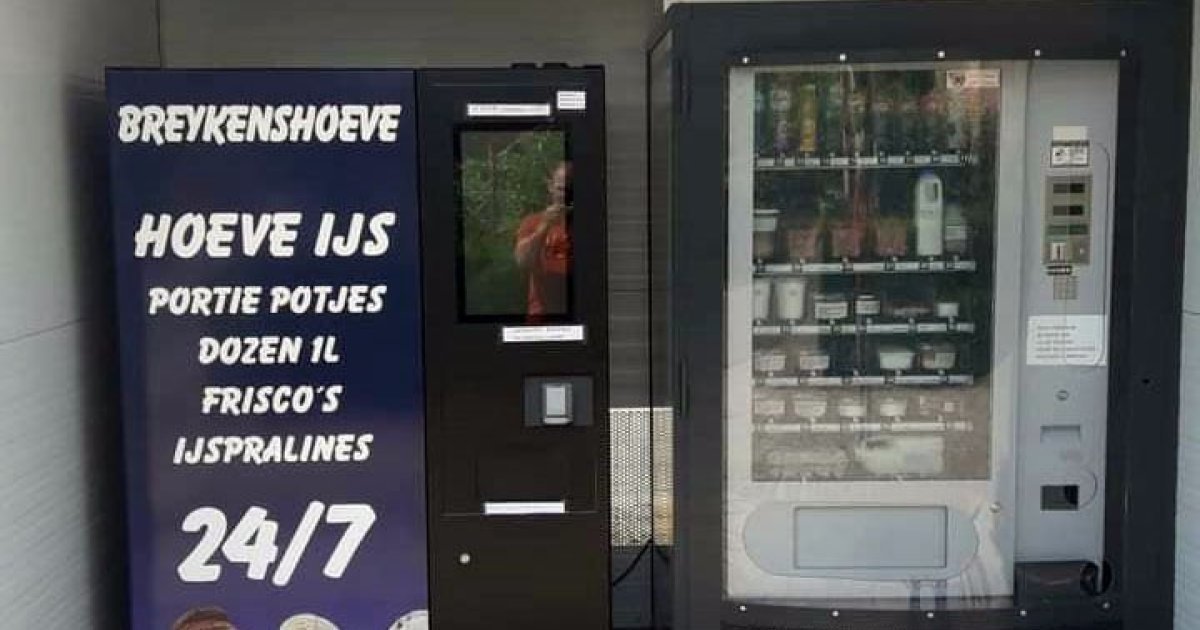 BREYKENSHOEVE
HOEVE IJS
PORTIE POTJES
DOZEN 1L
FRISCO'S
IJSPRALINES
24/7